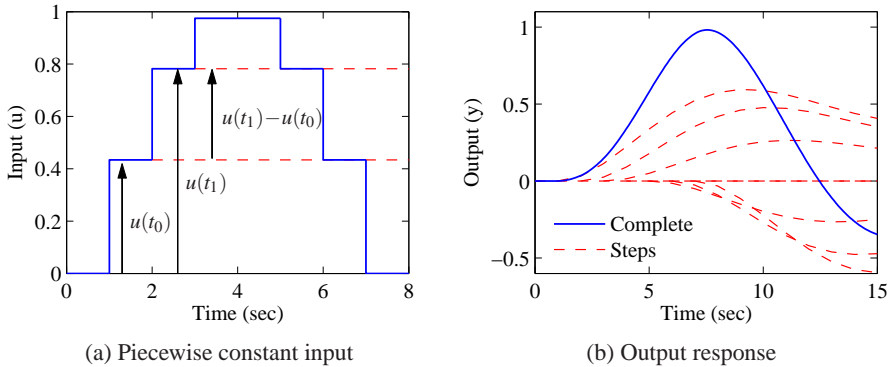 1
0.8
0.6
0.4
0.2
0
0 2 4 6 8
Input (u)
Time (sec)
u(t₀)
u(t₁)
u(t₁)−u(t₀)
(a) Piecewise constant input
1
0.5
0
−0.5
0 5 10 15
Output (y)
Time (sec)
Complete
Steps
(b) Output response